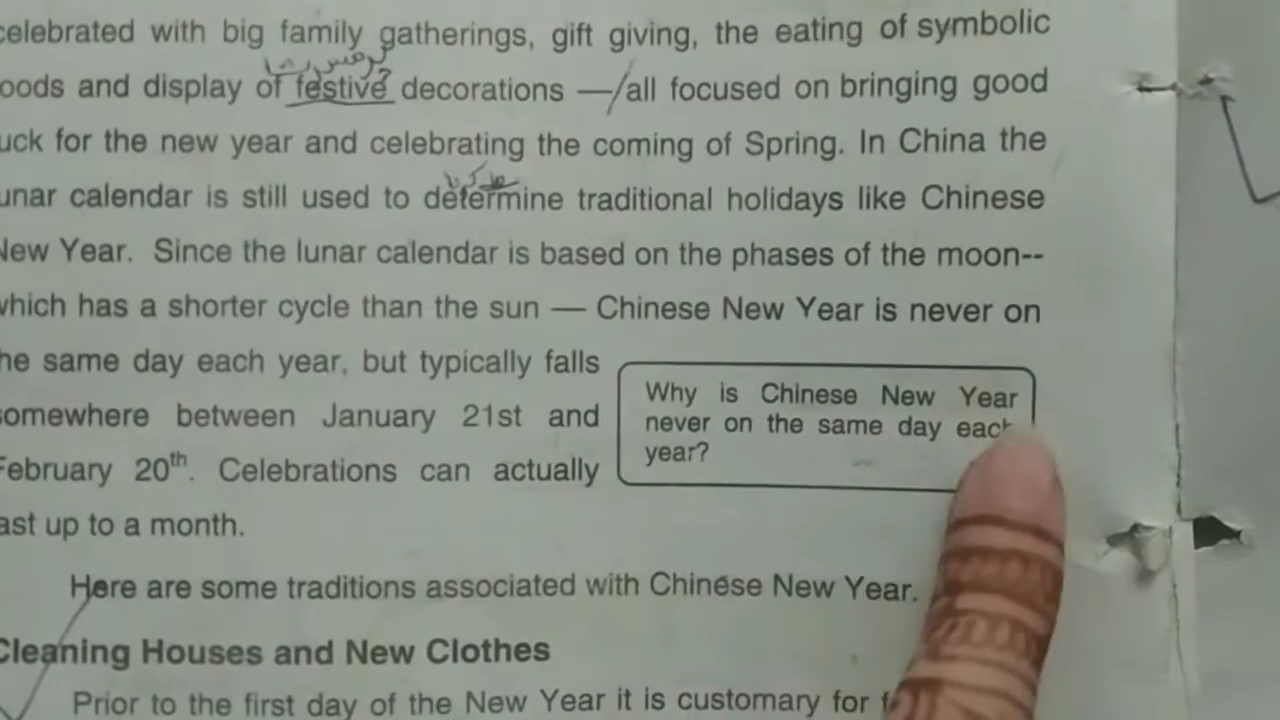 celebrated with big family gatherings, gift giving, the eating of symbolic
oods and display of festive decorations — all focused on bringing good
uck for the new year and celebrating the coming of Spring. In China the
unar calendar is still used to determine traditional holidays like Chinese
New Year. Since the lunar calendar is based on the phases of the moon--
which has a shorter cycle than the sun — Chinese New Year is never on
he same day each year, but typically falls
somewhere between January 21st and
February 20th. Celebrations can actually
ast up to a month.
Why is Chinese New Year
never on the same day each
year?
Here are some traditions associated with Chinese New Year.
Cleaning Houses and New Clothes
Prior to the first day of the New Year it is customary for